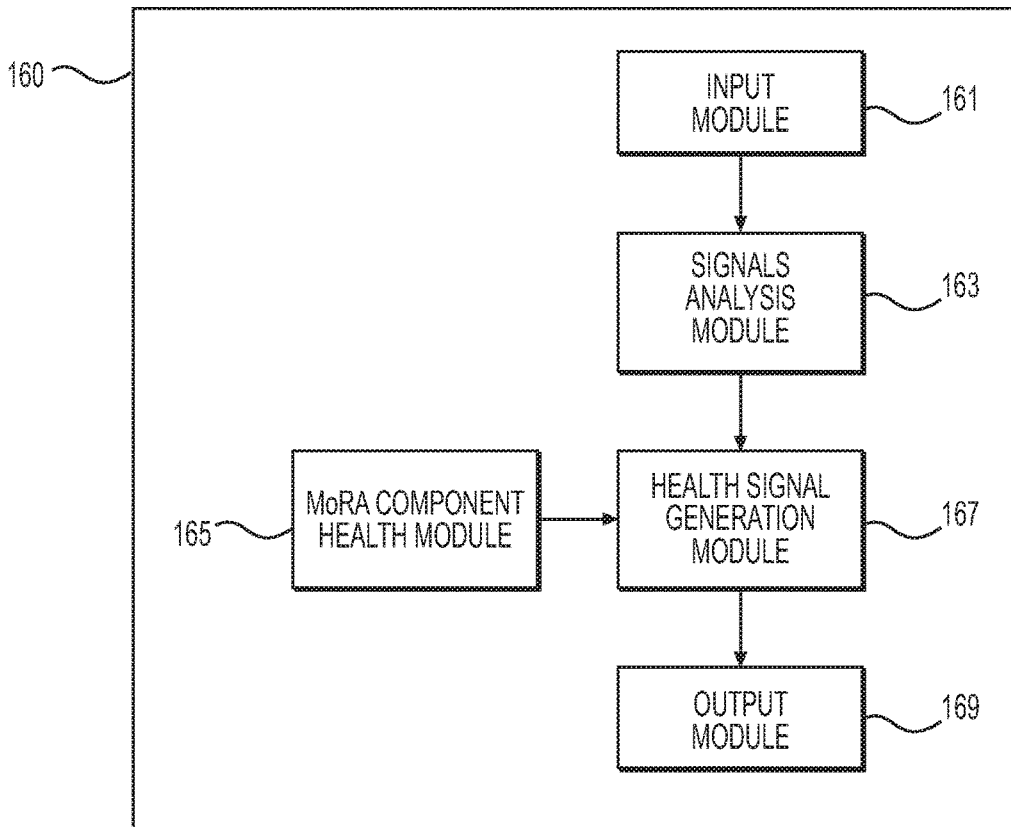 160
INPUT
MODULE
161
SIGNALS
ANALYSIS
MODULE
163
MoRA COMPONENT
HEALTH MODULE
165
HEALTH SIGNAL
GENERATION
MODULE
167
OUTPUT
MODULE
169